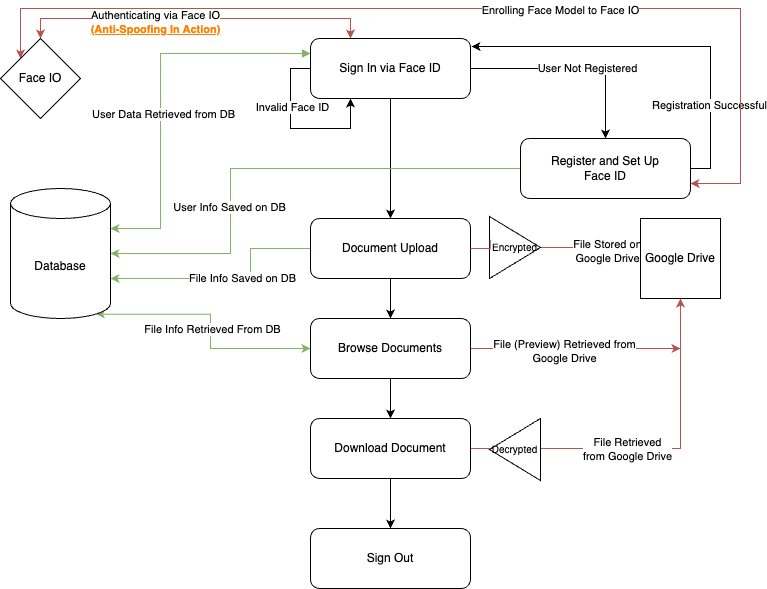 Enrolling Face Model to Face IO
Authenticating via Face IO
(Anti-Spoofing In Action)
Face IO
Sign In via Face ID
User Not Registered
Invalid Face ID
Registration Successful
User Data Retrieved from DB
Register and Set Up
Face ID
User Info Saved on DB
Database
Document Upload
Encrypted
File Stored on
Google Drive
Google Drive
File Info Saved on DB
File Info Retrieved From DB
Browse Documents
File (Preview) Retrieved from
Google Drive
Download Document
Decrypted
File Retrieved
from Google Drive
Sign Out